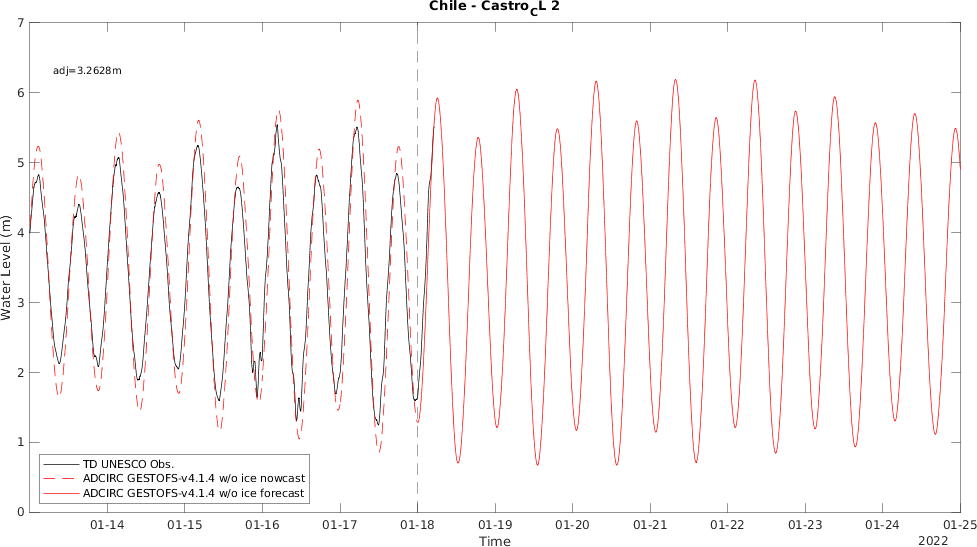 Chile - Castro_CL 2
7
adj=3.2628m
6
5
4
3
2
1
0
Water Level (m)
TD UNESCO Obs.
ADCIRC GESTOFS-v4.1.4 w/o ice nowcast
ADCIRC GESTOFS-v4.1.4 w/o ice forecast
01-14 01-15 01-16 01-17 01-18 01-19 01-20 01-21 01-22 01-23 01-24 01-25
Time
2022